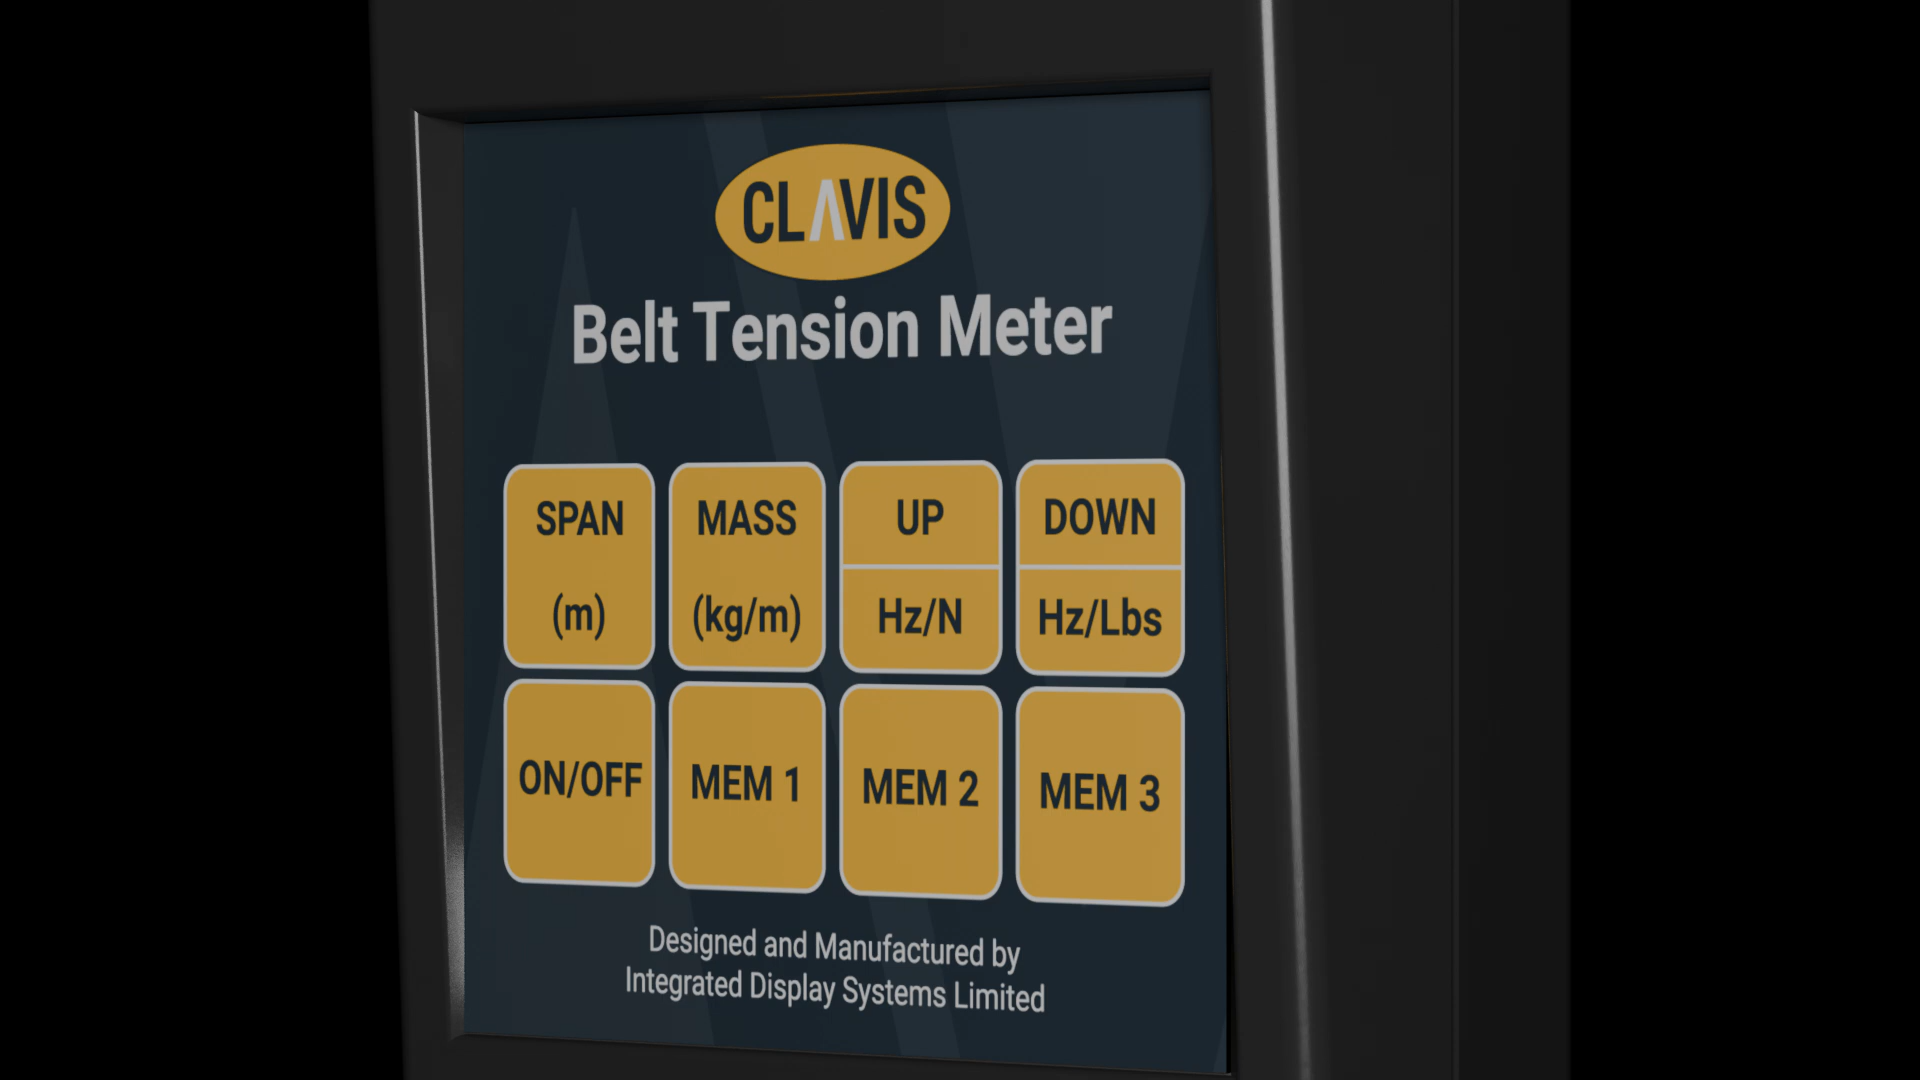 CLAVIS
Belt Tension Meter
SPAN
(m)
MASS
(kg/m)
UP
Hz/N
DOWN
Hz/Lbs
ON/OFF
MEM 1
MEM 2
MEM 3
Designed and Manufactured by
Integrated Display Systems Limited